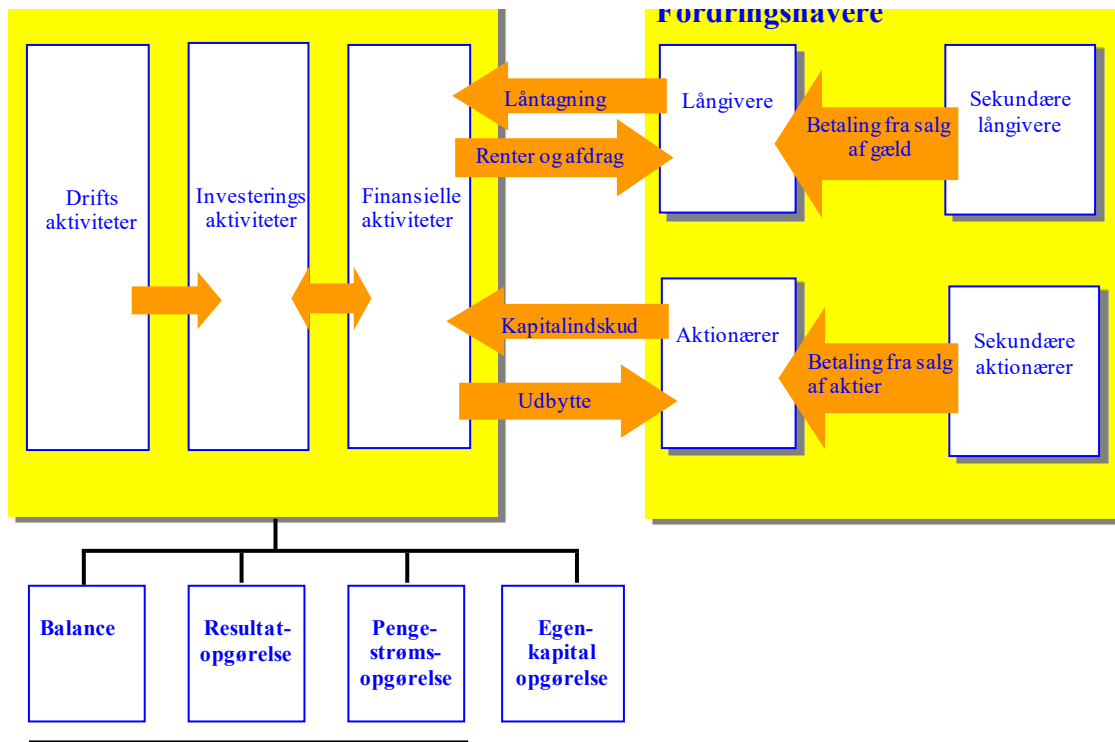 Fordringshavere
Låntagning
Renter og afdrag
Långivere
Betaling fra salg
af gæld
Sekundære
långivere
Drifts
aktiviteter
Investerings
aktiviteter
Finansielle
aktiviteter
Kapitalindskud
Udbytte
Aktionærer
Betaling fra salg
af aktier
Sekundære
aktionærer
Balance
Resultat-
opgørelse
Penge-
strøms-
opgørelse
Egen-
kapital
opgørelse